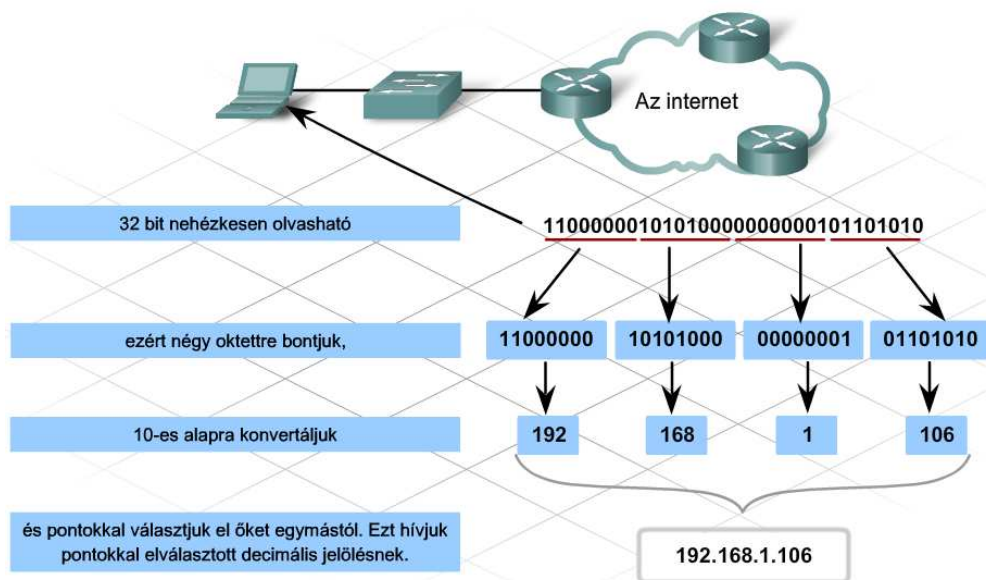 Az internet
32 bit nehézkesen olvasható
11000000101010000000000101101010
ezért négy oktettre bontjuk,
11000000 10101000 00000001 01101010
10-es alapra konvertáljuk
192 168 1 106
és pontokkal választjuk el őket egymástól. Ezt hívjuk
pontokkal elválasztott decimális jelölésnek.
192.168.1.106